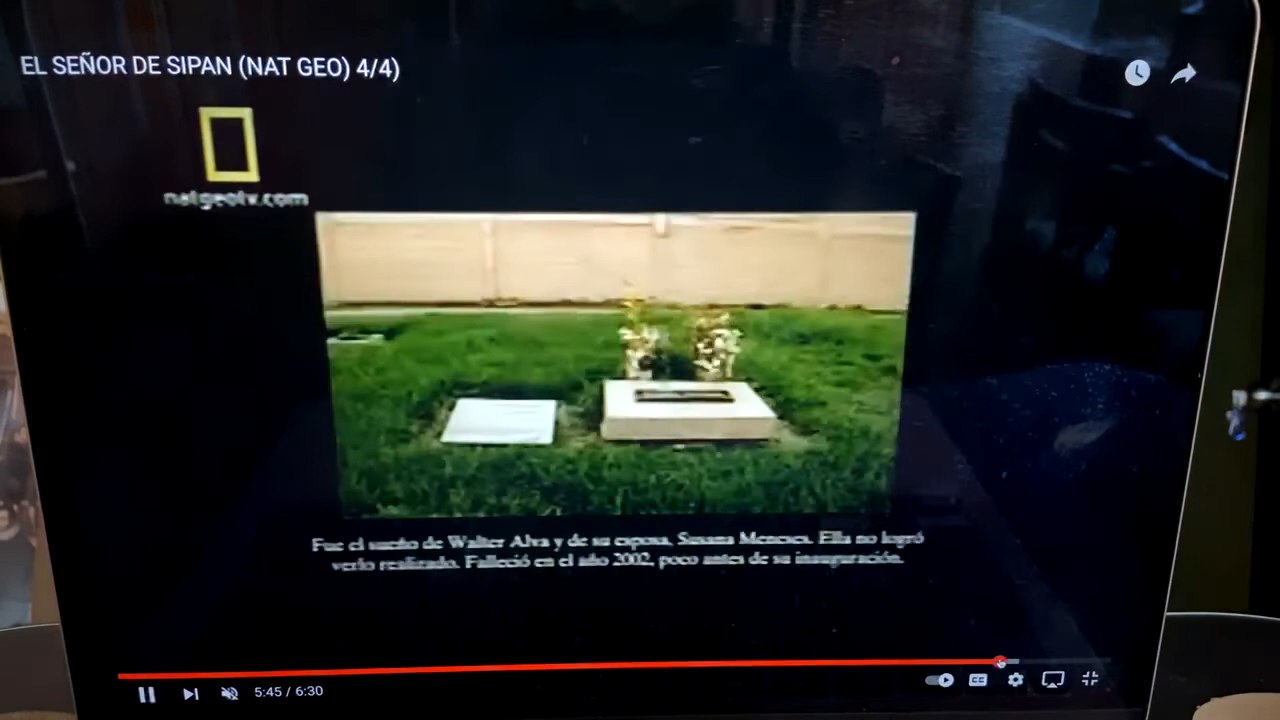 EL SEÑOR DE SIPAN (NAT GEO) 4/4)
natgeotv.com
Fue el sueño de Walter Alva y de su esposa, Susana Meneses. Ella no logró
verlo realizado. Falleció en el año 2002, poco antes de su inauguración.
5:45 / 6:30